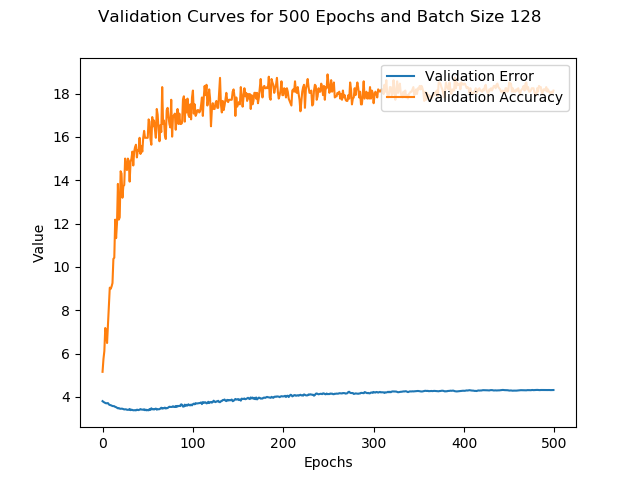 Validation Curves for 500 Epochs and Batch Size 128
Validation Error
Validation Accuracy
18
16
14
12
10
8
6
4
Value
0
100
200
300
400
500
Epochs